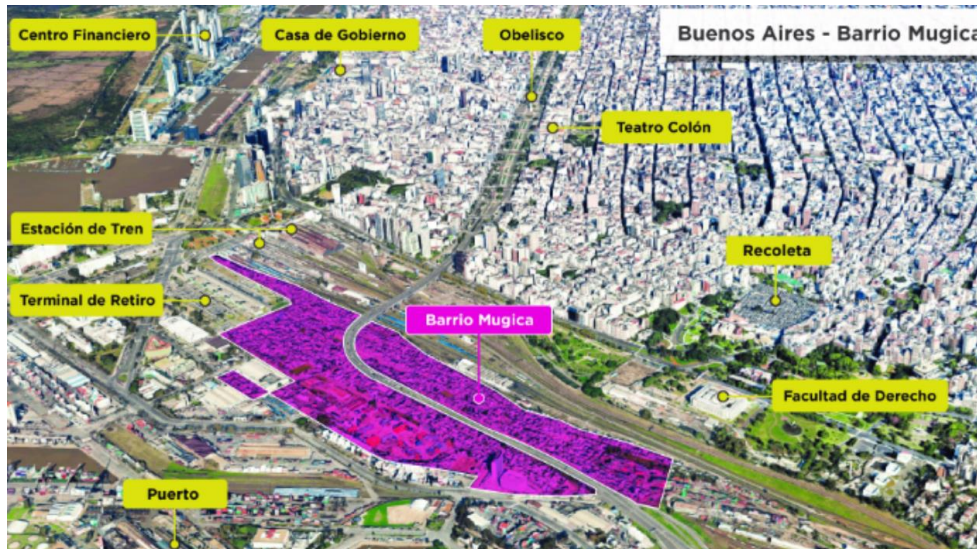 Buenos Aires - Barrio Mugica
Centro Financiero
Casa de Gobierno
Obelisco
Teatro Colón
Estación de Tren
Recoleta
Terminal de Retiro
Barrio Mugica
Facultad de Derecho
Puerto